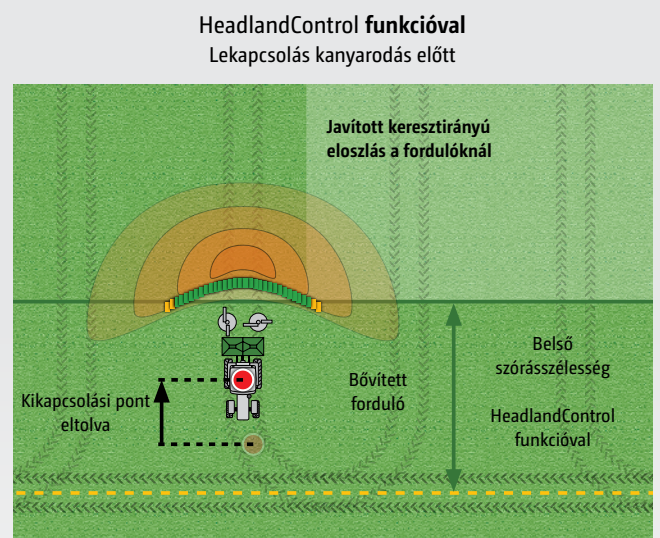 HeadlandControl funkcióval
Lekapcsolás kanyarodás előtt
Javított keresztirányú
eloszlás a fordulóknál
Kikapcsolási pont
eltolva
Bővített
forduló
Belső
szórásszélesség
HeadlandControl
funkcióval